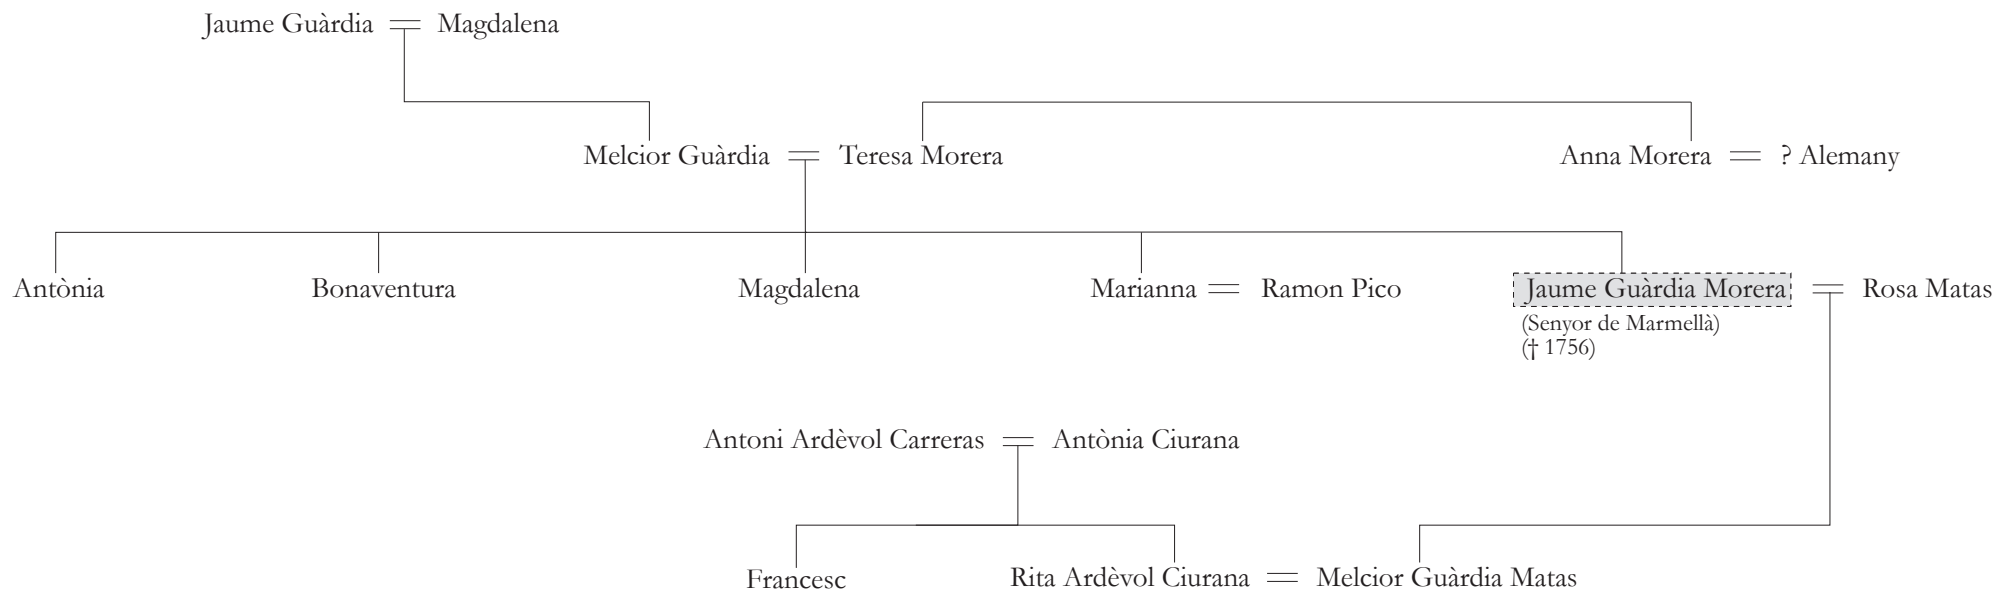 Jaume Guàrdia Magdalena
Melcior Guàrdia Teresa Morera Anna Morera ? Alemany
Antònia Bonaventura Magdalena Marianna Ramon Pico Jaume Guàrdia Morera Rosa Matas
(Senyor de Marmellà)
(† 1756)
Antoni Ardèvol Carreras Antònia Ciurana
Francesc Rita Ardèvol Ciurana Melcior Guàrdia Matas